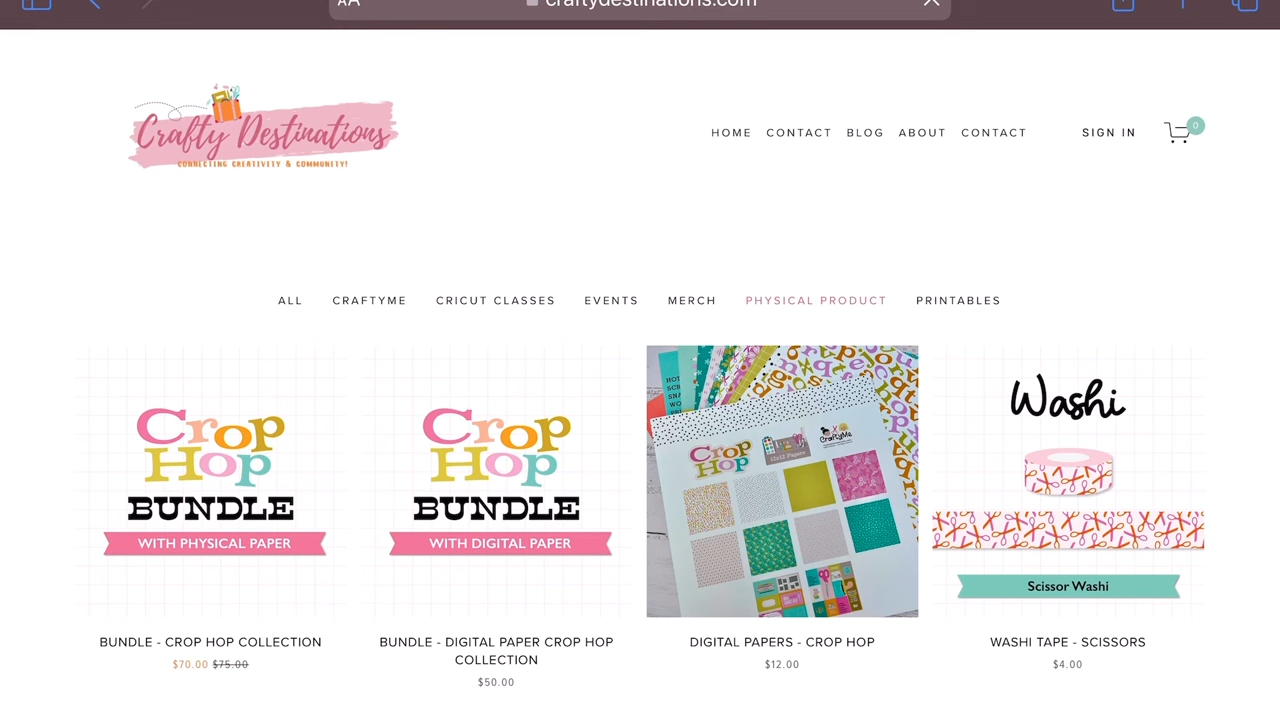 AA craftydestinations.com
Crafty Destinations
CONNECTING CREATIVITY & COMMUNITY!
HOME CONTACT BLOG ABOUT CONTACT SIGN IN 0
ALL CRAFTYME CRICUT CLASSES EVENTS MERCH PHYSICAL PRODUCT PRINTABLES
Crop
Hop
BUNDLE
WITH PHYSICAL PAPER
BUNDLE - CROP HOP COLLECTION
$70.00 $75.00
Crop
Hop
BUNDLE
WITH DIGITAL PAPER
BUNDLE - DIGITAL PAPER CROP HOP
COLLECTION
$50.00
CROP
HOP
CraftyMe
DIGITAL PAPERS - CROP HOP
$12.00
Washi
Scissor Washi
WASHI TAPE - SCISSORS
$4.00